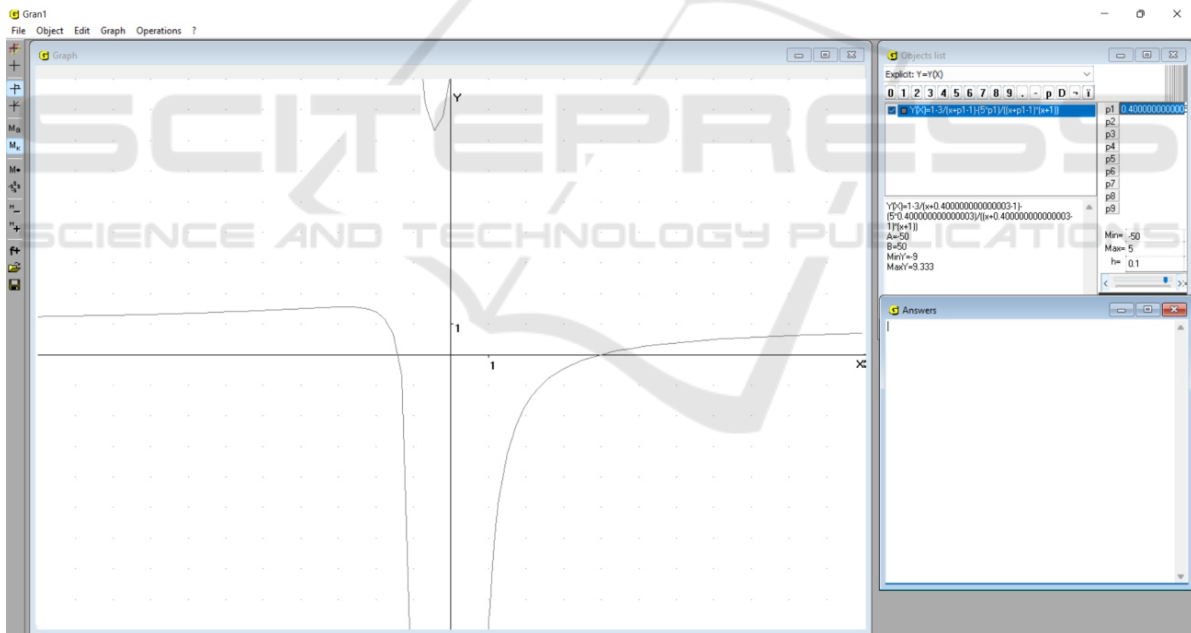 Gran1
File Object Edit Graph Operations ?
Graph
Y
1
1
X
Mк
M+
f+
Objects list
Explicit: Y=Y(X)
0 1 2 3 4 5 6 7 8 9 . - p D ¬ ï
Y(X)=1-3/(x+p1-1)-(5*p1)/((x+p1-1)*(x+1))
p1 0.400000000000
p2
p3
p4
p5
p6
p7
p8
p9
Y(X)=1-3/(x+0.400000000000003-1)-
(5*0.400000000000003)/((x+0.400000000000003-
1)*(x+1))
A=-50
B=50
MinY=-9
MaxY=9.333
Min= -50
Max= 5
h= 0.1
Answers
SCITEPRESS
SCIENCE AND TECHNOLOGY PUBLICATIONS